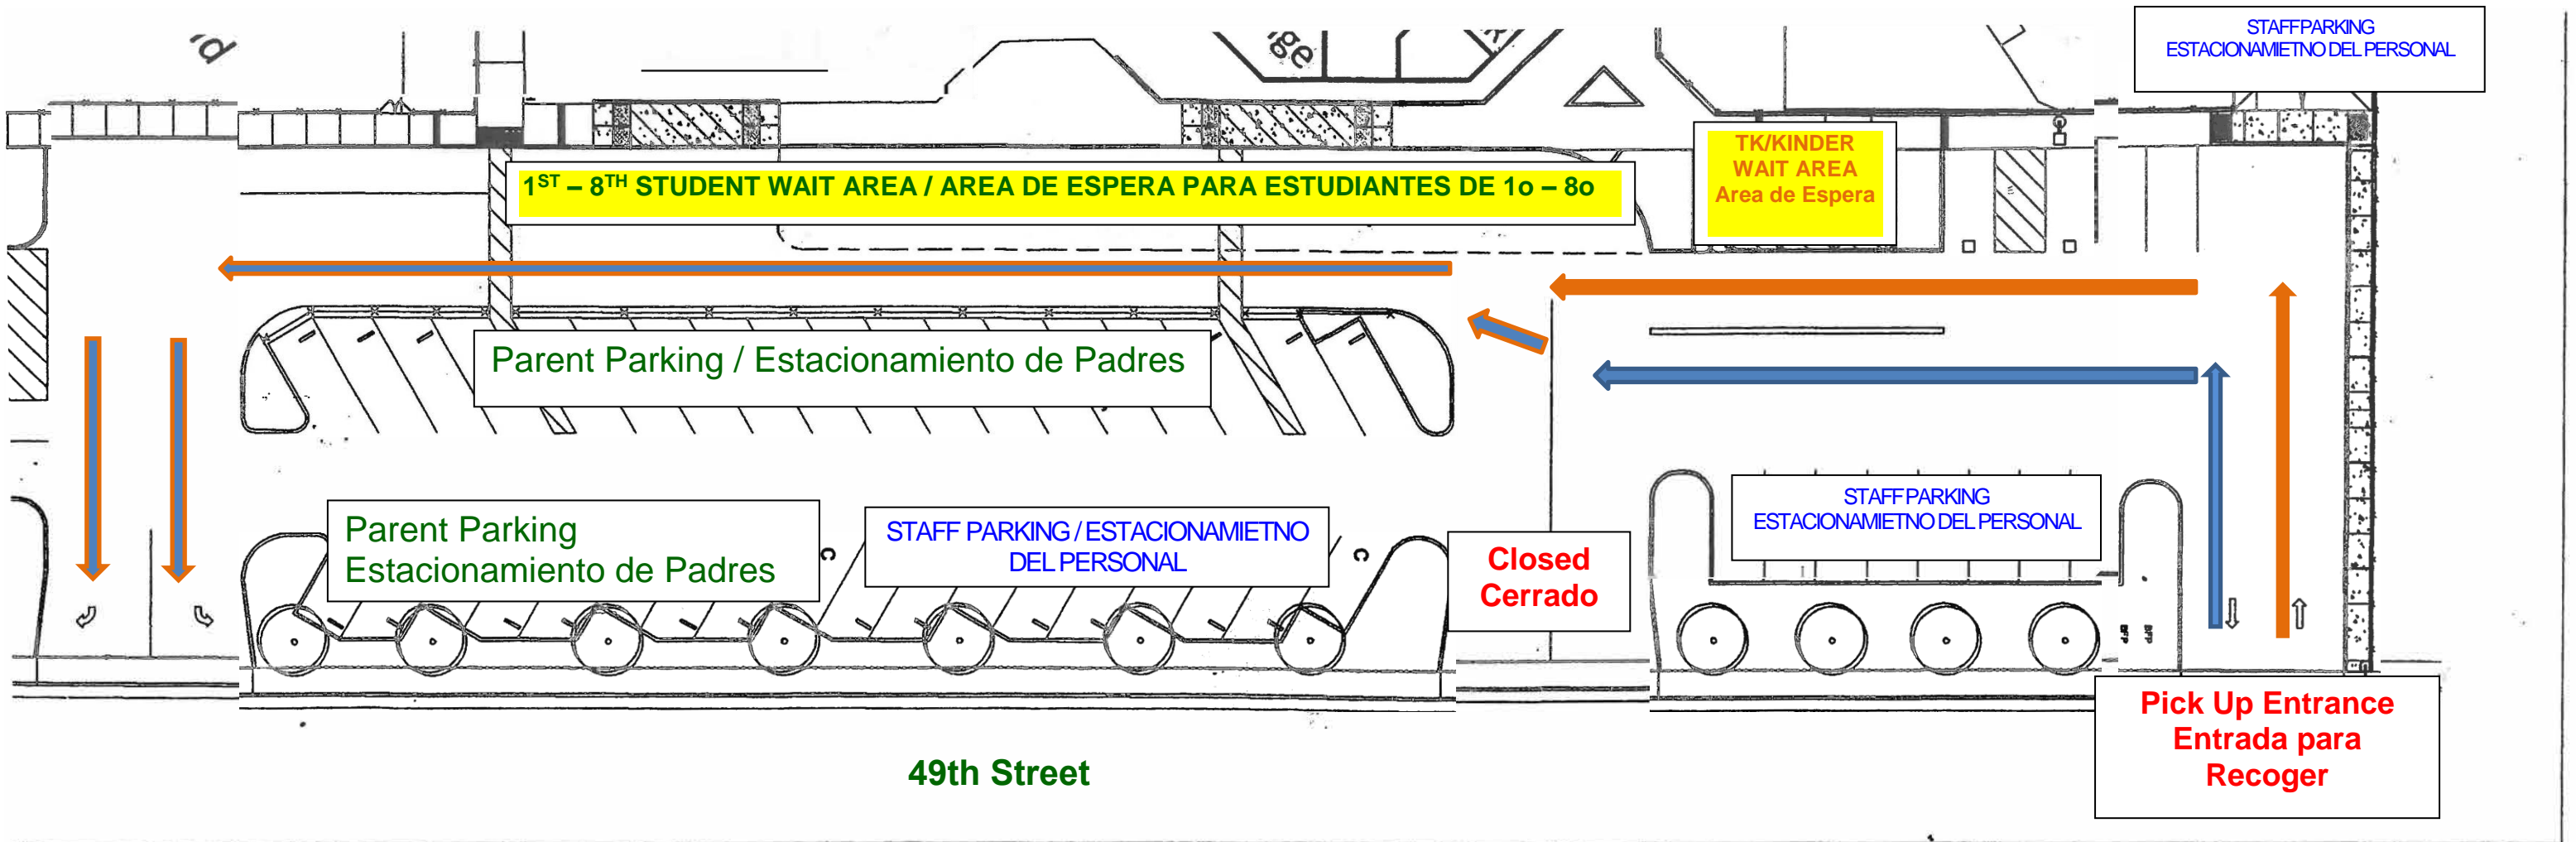 STAFF PARKING
ESTACIONAMIETNO DEL PERSONAL
TK/KINDER
WAIT AREA
Area de Espera
1ST – 8TH STUDENT WAIT AREA / AREA DE ESPERA PARA ESTUDIANTES DE 1o – 8o
Parent Parking / Estacionamiento de Padres
Parent Parking
Estacionamiento de Padres
STAFF PARKING / ESTACIONAMIETNO
DEL PERSONAL
Closed
Cerrado
STAFF PARKING
ESTACIONAMIETNO DEL PERSONAL
Pick Up Entrance
Entrada para
Recoger
49th Street